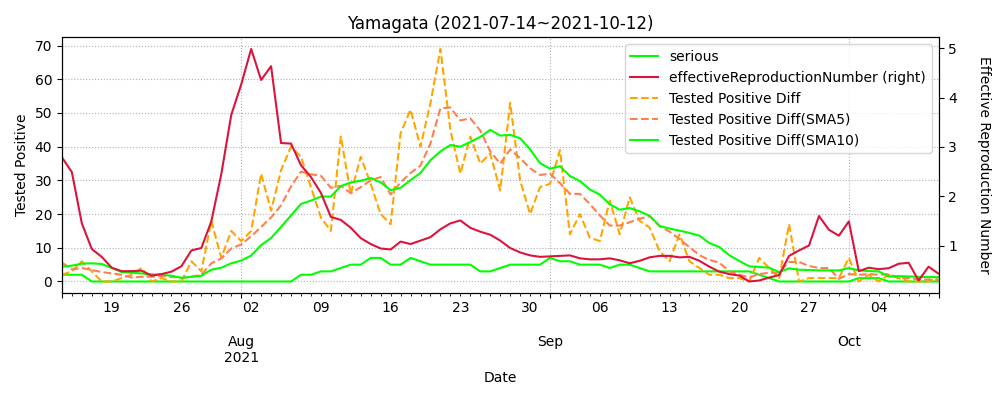 Yamagata (2021-07-14~2021-10-12)
70
60
50
40
30
20
10
0
Tested Positive
5
4
3
2
1
Effective Reproduction Number
serious
effectiveReproductionNumber (right)
Tested Positive Diff
Tested Positive Diff(SMA5)
Tested Positive Diff(SMA10)
19 26 02 09 16 23 30 06 13 20 27 04
Aug Sep Oct
2021
Date